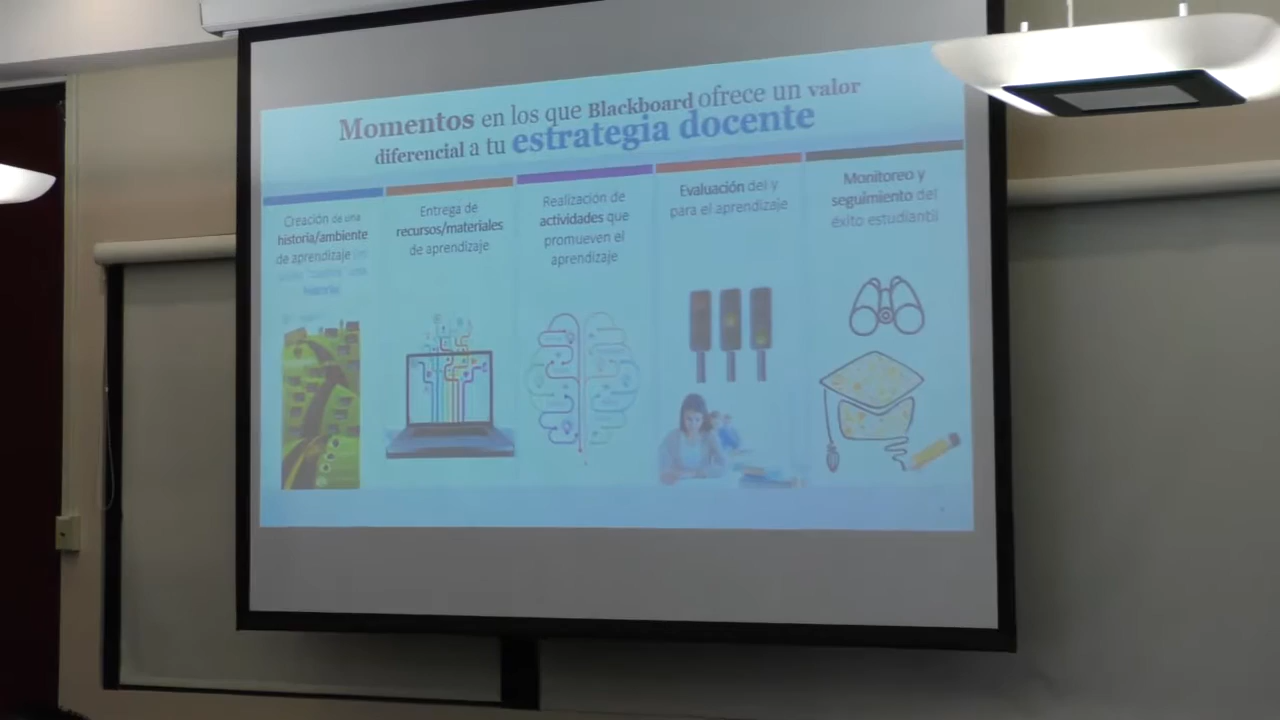 Momentos en los que Blackboard ofrece un valor
diferencial a tu estrategia docente
Creación de una
historia/ambiente
de aprendizaje
Entrega de
recursos/materiales
de aprendizaje
Realización de
actividades que
promueven el
aprendizaje
Evaluación del y
para el aprendizaje
Monitoreo y
seguimiento del
éxito estudiantil